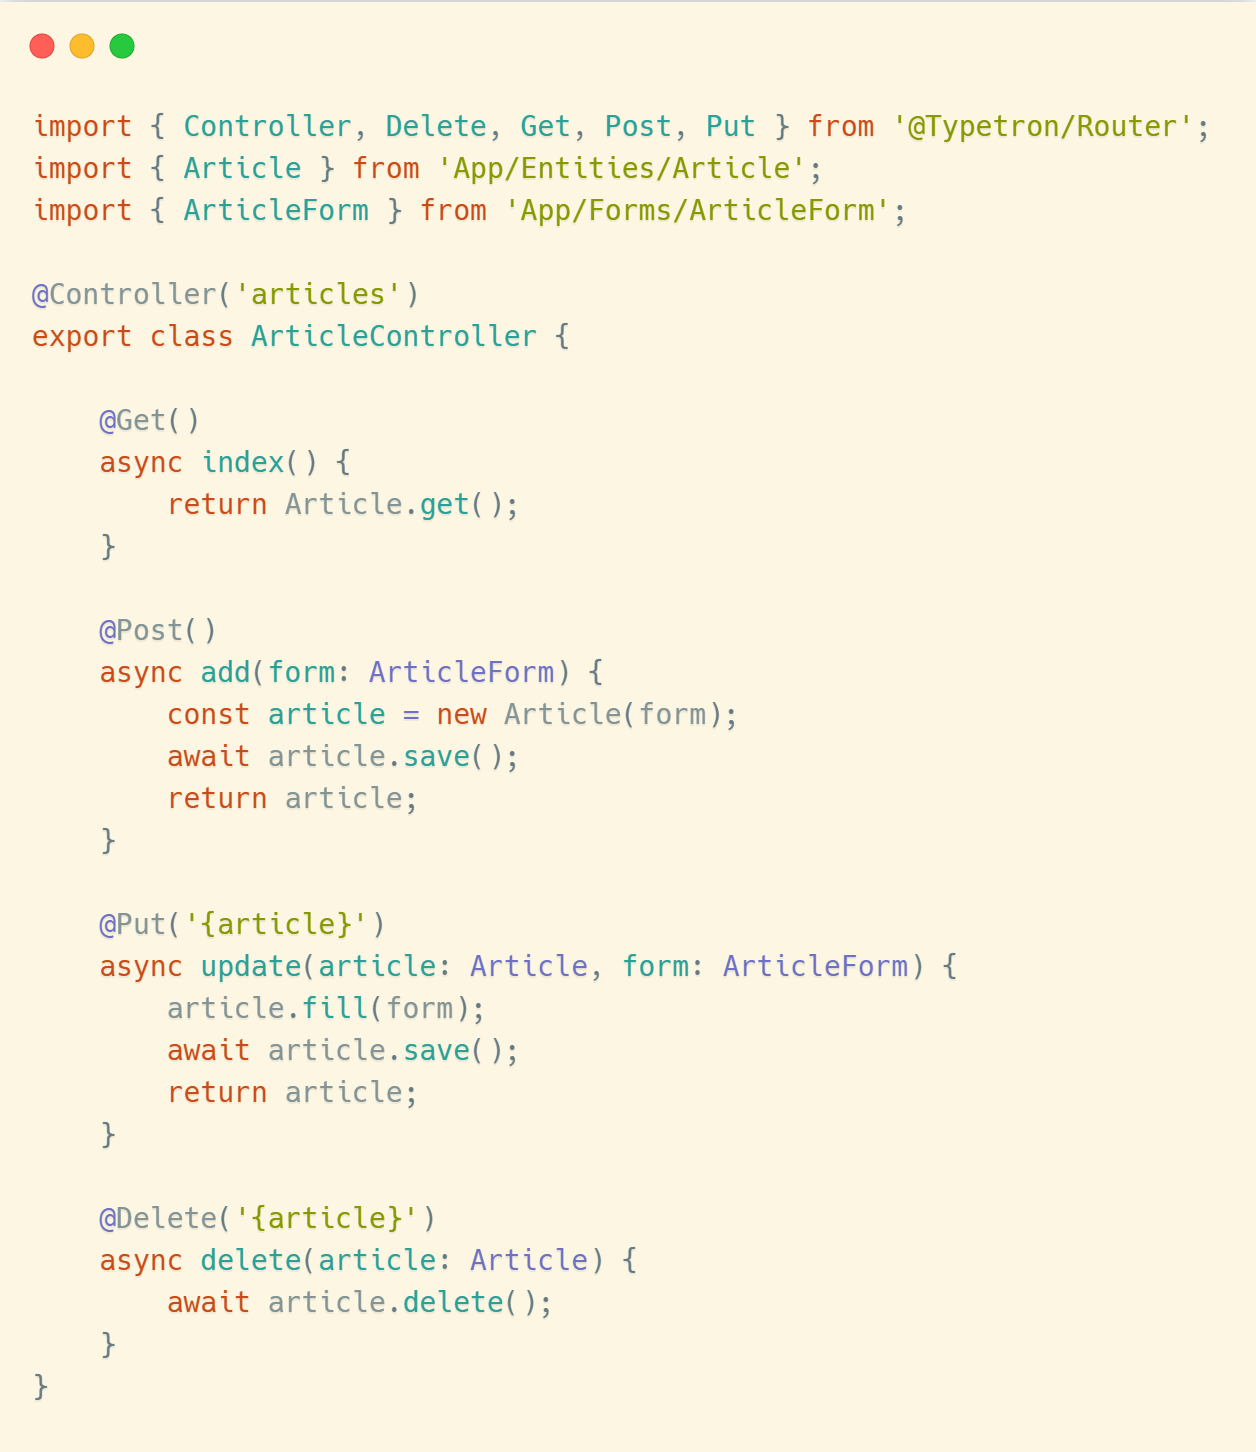 import { Controller, Delete, Get, Post, Put } from '@Typetron/Router';
import { Article } from 'App/Entities/Article';
import { ArticleForm } from 'App/Forms/ArticleForm';

@Controller('articles')
export class ArticleController {

    @Get()
    async index() {
        return Article.get();
    }

    @Post()
    async add(form: ArticleForm) {
        const article = new Article(form);
        await article.save();
        return article;
    }

    @Put('{article}')
    async update(article: Article, form: ArticleForm) {
        article.fill(form);
        await article.save();
        return article;
    }

    @Delete('{article}')
    async delete(article: Article) {
        await article.delete();
    }
}